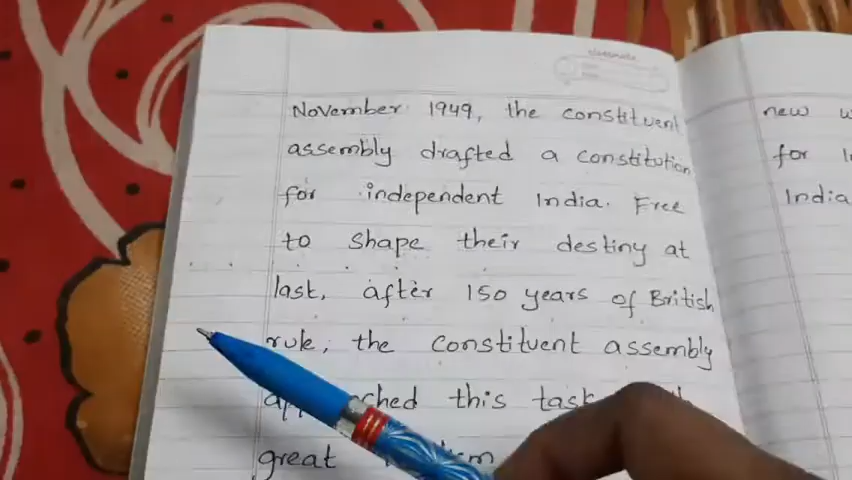 classmate
November 1949, the constituent
assembly drafted a constitution
for independent India. Free
to shape their destiny at
last, after 150 years of British
rule, the Constituent assembly
this task
great
new
for
India